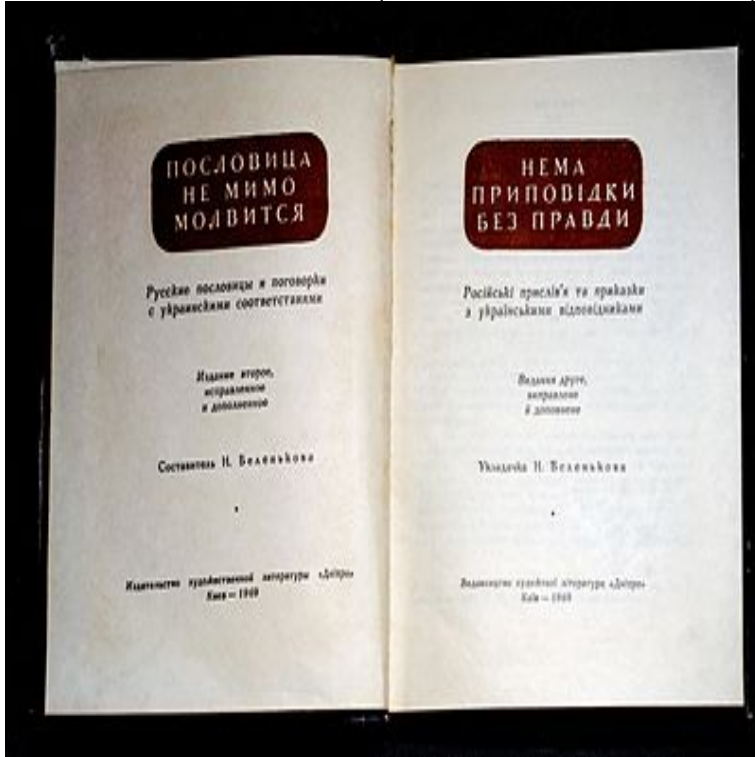 ПОСЛОВИЦА
НЕ МИМО
МОЛВИТСЯ
Русские пословицы и поговорки
с украинскими соответствиями
Издание второе,
исправленное
и дополненное
Составитель Н. Беленькова
Издательство художественной литературы «Дніпро»
Киев — 1969
НЕМА
ПРИПОВІДКИ
БЕЗ ПРАВДИ
Російські прислів'я та приказки
з українськими відповідниками
Видання друге,
виправлене
й доповнене
Укладачка Н. Беленькова
Видавництво художньої літератури «Дніпро»
Київ — 1969